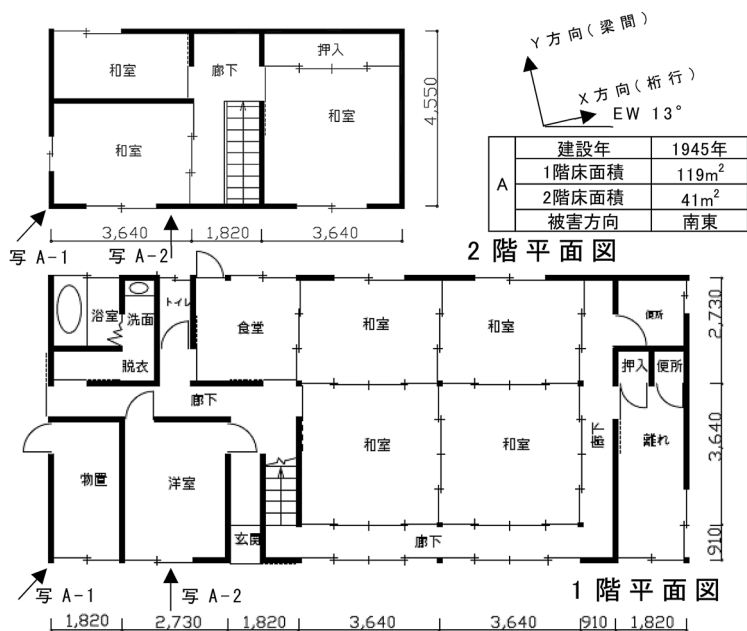 和室
廊下
押入
和室
和室
4,550
3,640
1,820
3,640
写 A-1
写 A-2
2階平面図
Y方向(梁間)
X方向(桁行)
EW 13°
A
建設年 1945年
1階床面積 119m²
2階床面積 41m²
被害方向 南東
浴室
洗面
トイレ
脱衣
食堂
和室
和室
便所
押入
便所
廊下
物置
洋室
玄関
和室
和室
廊下
離れ
廊下
2,730
3,640
910
写 A-1
写 A-2
1階平面図
1,820
2,730
1,820
3,640
3,640
910
1,820